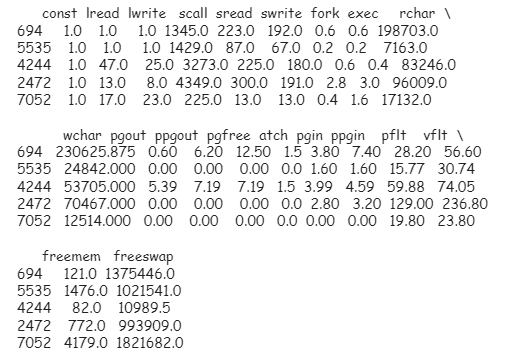 const lread lwrite scall sread swrite fork exec rchar \
694 1.0 1.0 1.0 1345.0 223.0 192.0 0.6 0.6 198703.0
5535 1.0 1.0 1.0 1429.0 87.0 67.0 0.2 0.2 7163.0
4244 1.0 47.0 25.0 3273.0 225.0 180.0 0.6 0.4 83246.0
2472 1.0 13.0 8.0 4349.0 300.0 191.0 2.8 3.0 96009.0
7052 1.0 17.0 23.0 225.0 13.0 13.0 0.4 1.6 17132.0
wchar pgout ppgout pgfree atch pgin ppgin pflt vflt \
694 230625.875 0.60 6.20 12.50 1.5 3.80 7.40 28.20 56.60
5535 24842.000 0.00 0.00 0.00 0.0 1.60 1.60 15.77 30.74
4244 53705.000 5.39 7.19 7.19 1.5 3.99 4.59 59.88 74.05
2472 70467.000 0.00 0.00 0.00 0.0 2.80 3.20 129.00 236.80
7052 12514.000 0.00 0.00 0.00 0.0 0.00 0.00 19.80 23.80
freemem freeswap
694 121.0 1375446.0
5535 1476.0 1021541.0
4244 82.0 10989.5
2472 772.0 993909.0
7052 4179.0 1821682.0